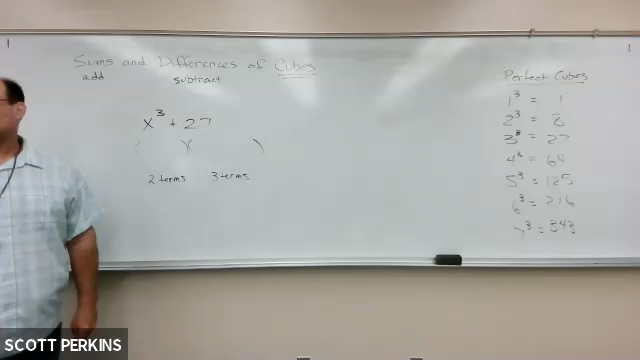 Sums and Differences of Cubes
add subtract
x³ + 27
( )( )
2 terms 3 terms
Perfect Cubes
1³ = 1
2³ = 8
3³ = 27
4³ = 64
5³ = 125
6³ = 216
7³ = 343
SCOTT PERKINS